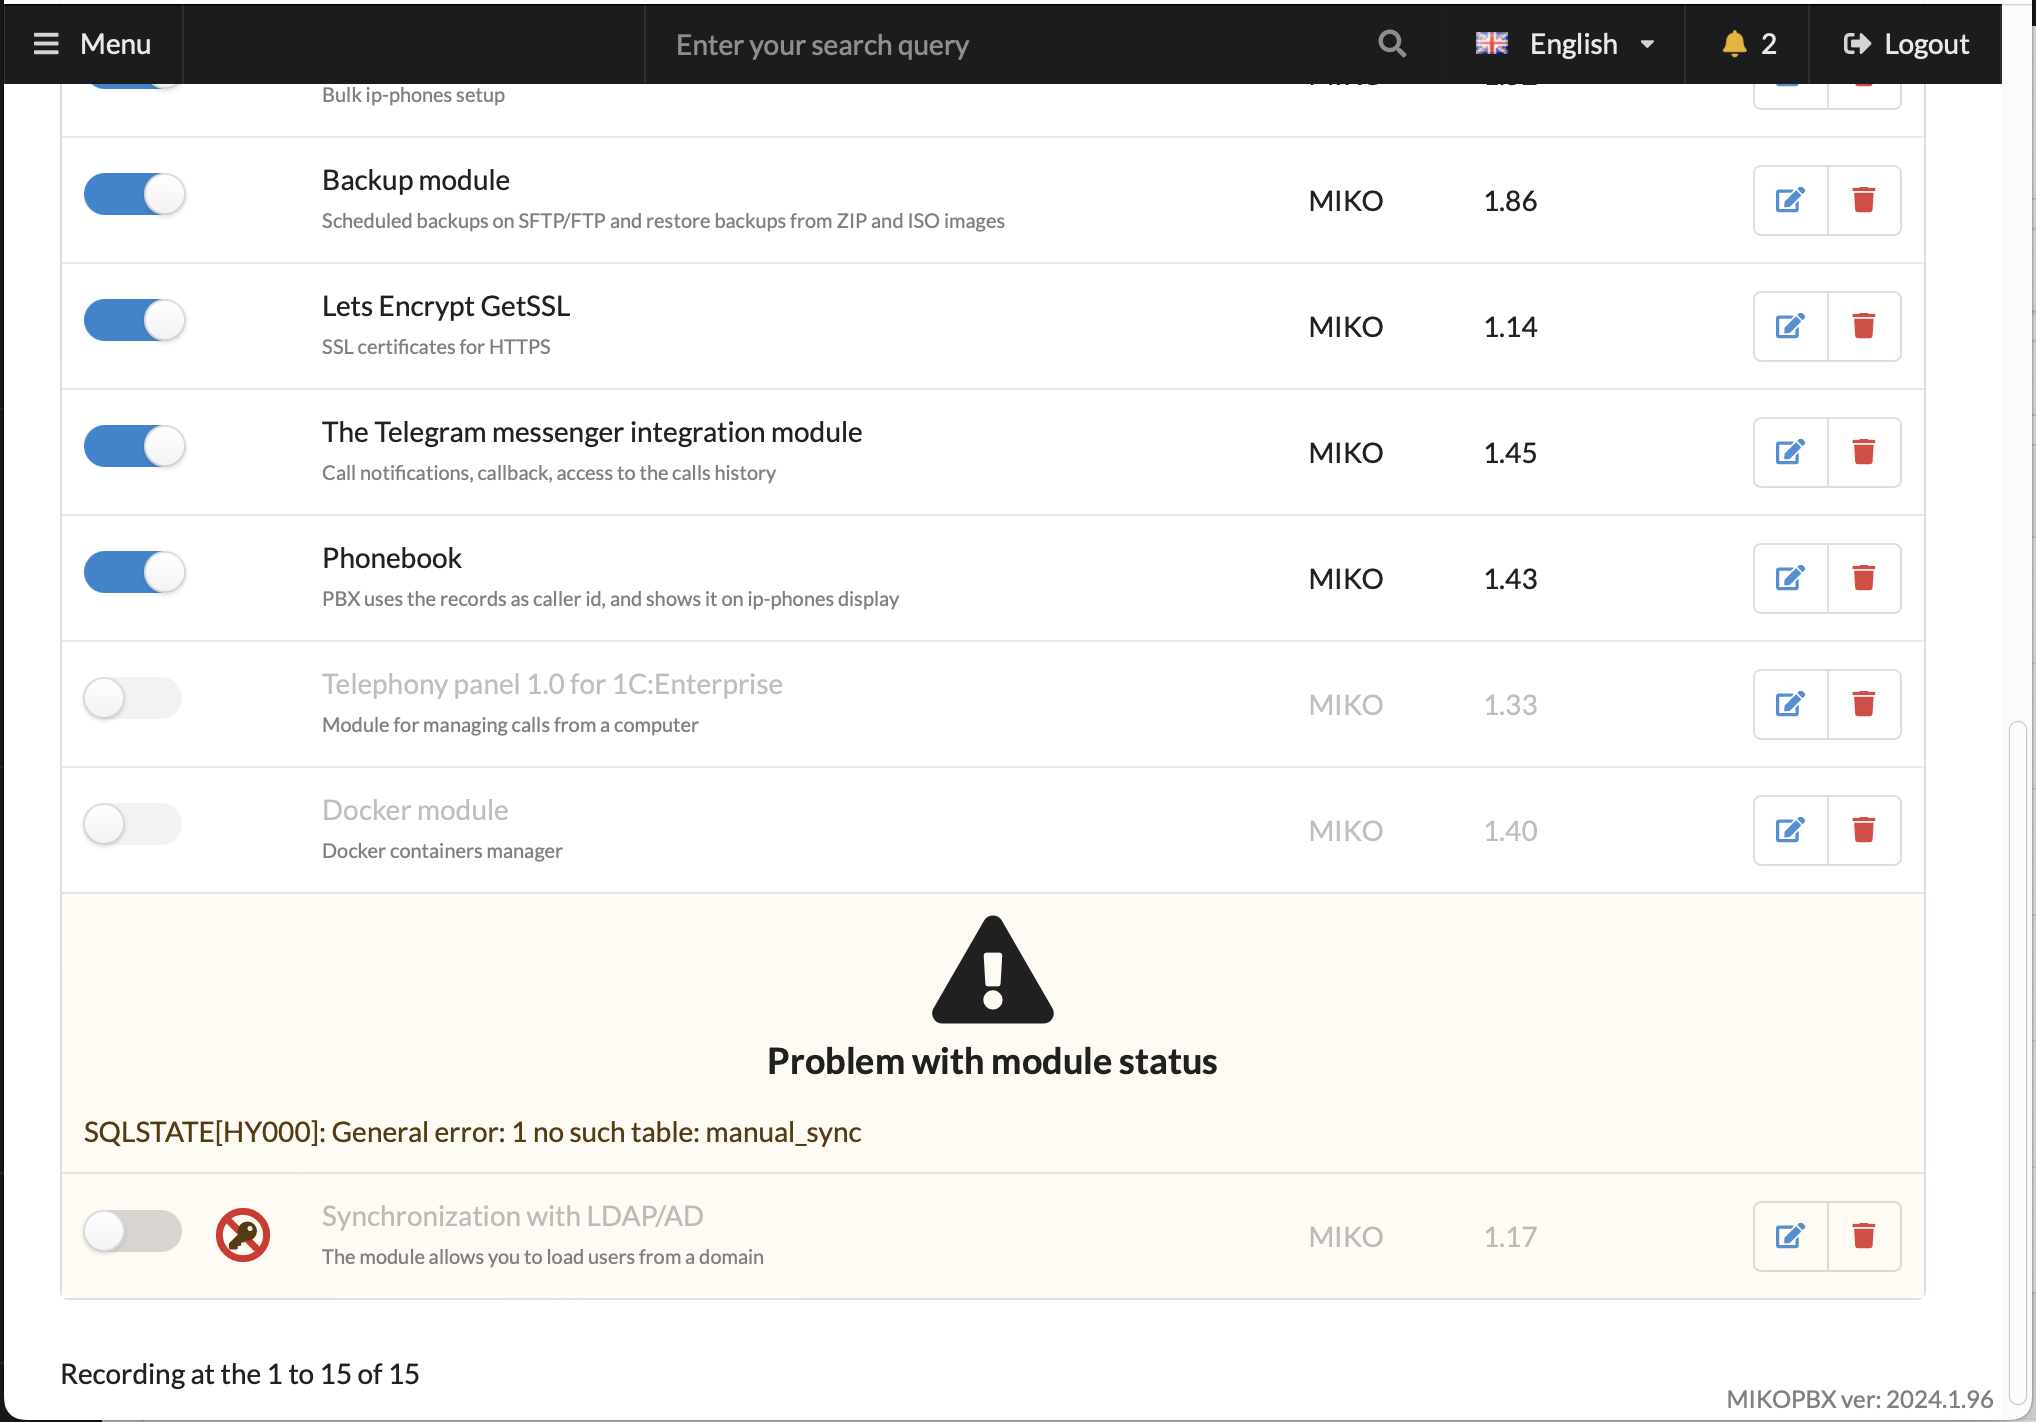 Menu
Enter your search query
English
2
Logout
Bulk ip-phones setup
Backup module
Scheduled backups on SFTP/FTP and restore backups from ZIP and ISO images
MIKO
1.86
Lets Encrypt GetSSL
SSL certificates for HTTPS
MIKO
1.14
The Telegram messenger integration module
Call notifications, callback, access to the calls history
MIKO
1.45
Phonebook
PBX uses the records as caller id, and shows it on ip-phones display
MIKO
1.43
Telephony panel 1.0 for 1C:Enterprise
Module for managing calls from a computer
MIKO
1.33
Docker module
Docker containers manager
MIKO
1.40
Problem with module status
SQLSTATE[HY000]: General error: 1 no such table: manual_sync
Synchronization with LDAP/AD
The module allows you to load users from a domain
MIKO
1.17
Recording at the 1 to 15 of 15
MIKOPBX ver: 2024.1.96